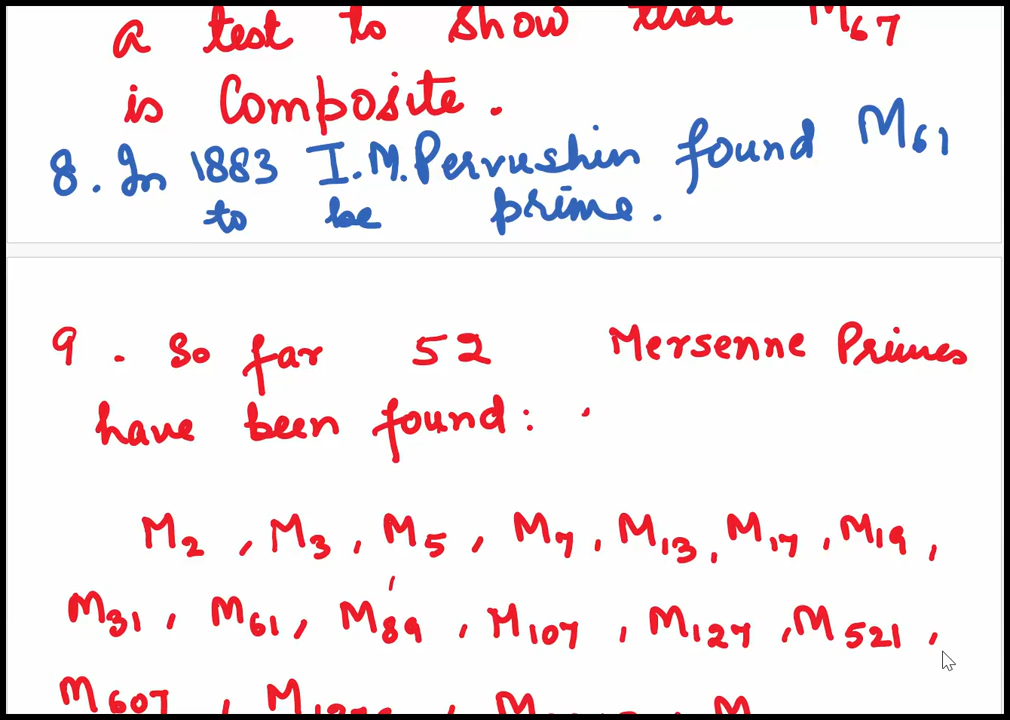 a test to show that M67
is Composite.
8. In 1883 I.M. Pervushin found M61
to be prime.
9. So far 52 Mersenne Primes
have been found:
M2, M3, M5, M7, M13, M17, M19,
M31, M61, M89, M107, M127, M521,
M607,